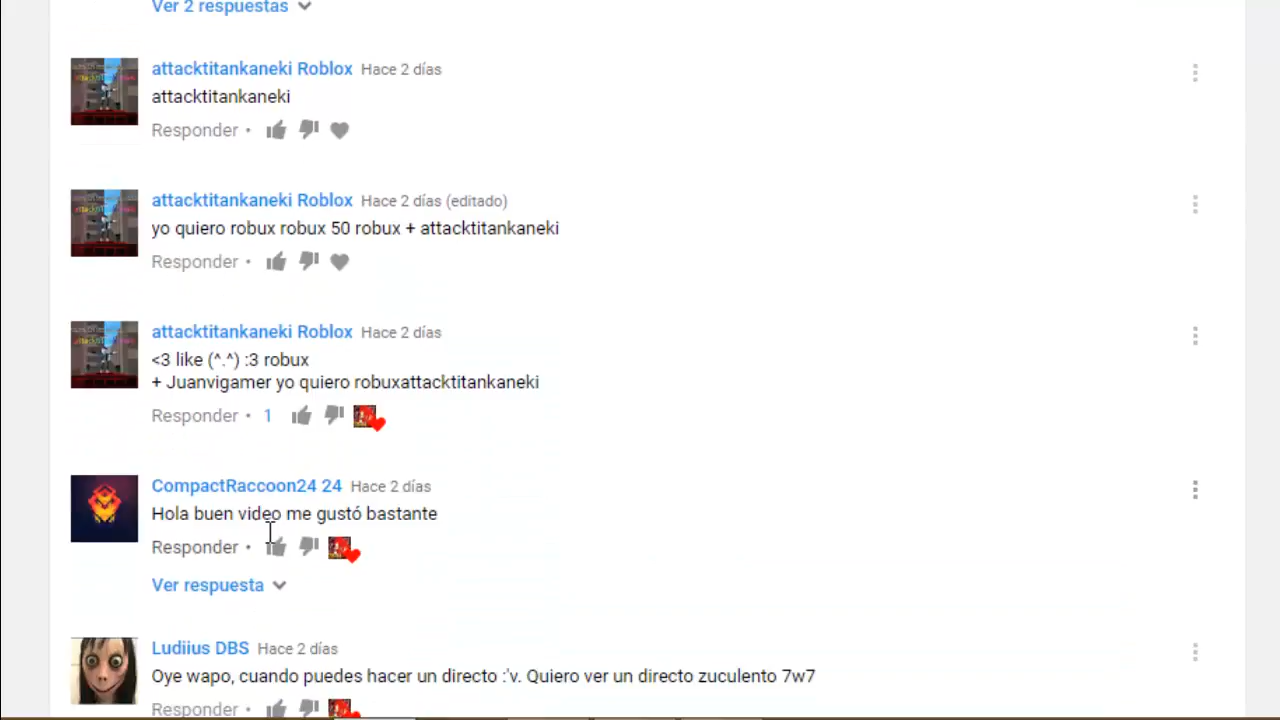 Ver 2 respuestas
attacktitankaneki Roblox Hace 2 días
attacktitankaneki
Responder •
attacktitankaneki Roblox Hace 2 días (editado)
yo quiero robux robux 50 robux + attacktitankaneki
Responder •
attacktitankaneki Roblox Hace 2 días
<3 like (^.^) :3 robux
+ Juanvigamer yo quiero robuxattacktitankaneki
Responder • 1
CompactRaccoon24 24 Hace 2 días
Hola buen video me gustó bastante
Responder •
Ver respuesta
Ludiius DBS Hace 2 días
Oye wapo, cuando puedes hacer un directo :'v. Quiero ver un directo zuculento 7w7
Responder •